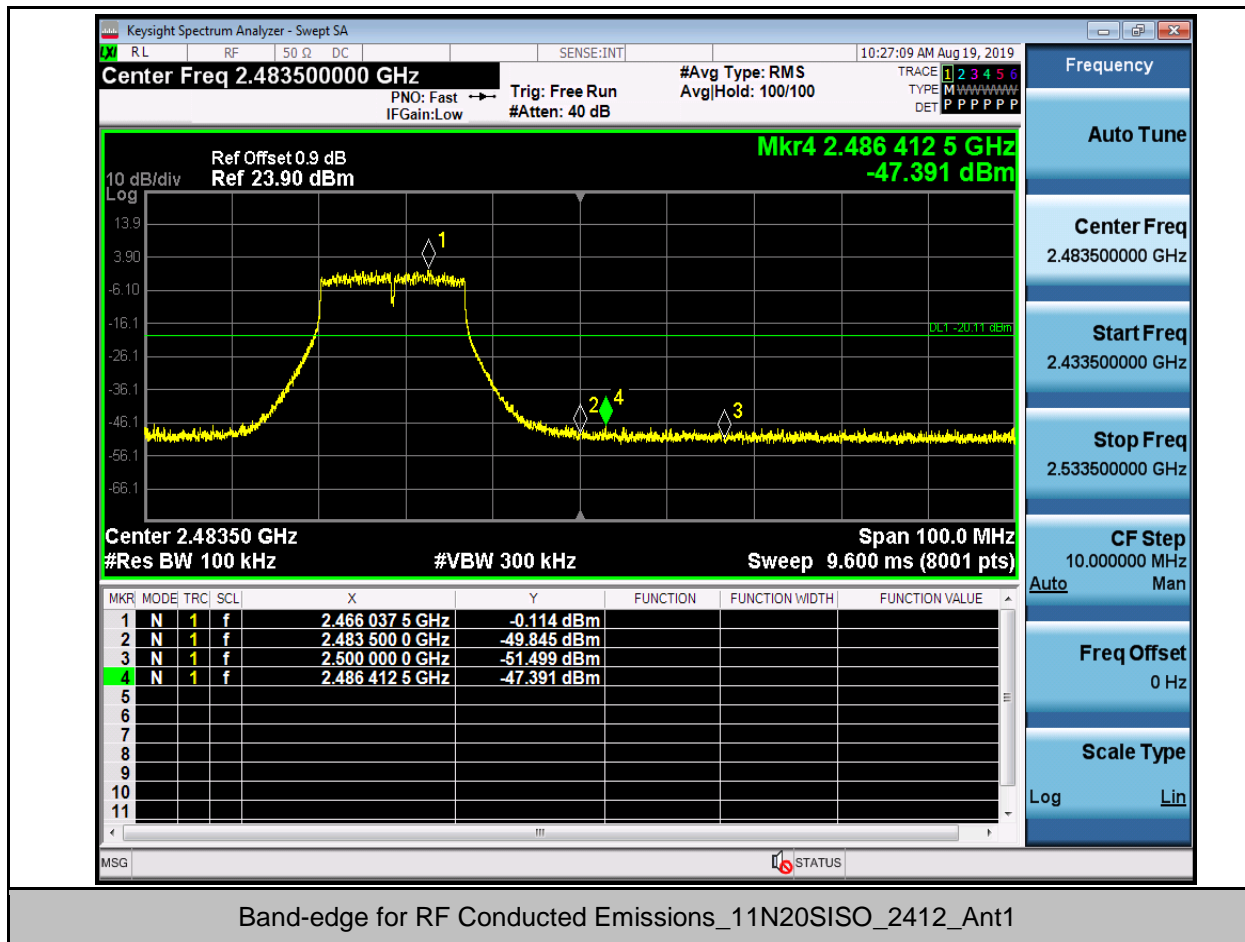 Keysight Spectrum Analyzer - Swept SA
LXI RL RF 50 Ω DC SENSE:INT 10:27:09 AM Aug 19, 2019
Center Freq 2.483500000 GHz
PNO: Fast
IFGain:Low
Trig: Free Run
#Atten: 40 dB
#Avg Type: RMS
Avg|Hold: 100/100
TRACE 1 2 3 4 5 6
TYPE M WWWWW
DET P P P P P P
Mkr4 2.486 412 5 GHz
-47.391 dBm
Ref Offset 0.9 dB
10 dB/div Ref 23.90 dBm
Log
13.9
3.90
-6.10
-16.1
-26.1
-36.1
-46.1
-56.1
-66.1
1
DL1 -20.11 dBm
2
4
3
Center 2.48350 GHz Span 100.0 MHz
#Res BW 100 kHz #VBW 300 kHz Sweep 9.600 ms (8001 pts)
MKR MODE TRC SCL X Y FUNCTION FUNCTION WIDTH FUNCTION VALUE
1 N 1 f 2.466 037 5 GHz -0.114 dBm
2 N 1 f 2.483 500 0 GHz -49.845 dBm
3 N 1 f 2.500 000 0 GHz -51.499 dBm
4 N 1 f 2.486 412 5 GHz -47.391 dBm
5
6
7
8
9
10
11
MSG STATUS
Frequency
Auto Tune
Center Freq
2.483500000 GHz
Start Freq
2.433500000 GHz
Stop Freq
2.533500000 GHz
CF Step
10.000000 MHz
Auto Man
Freq Offset
0 Hz
Scale Type
Log Lin
Band-edge for RF Conducted Emissions_11N20SISO_2412_Ant1